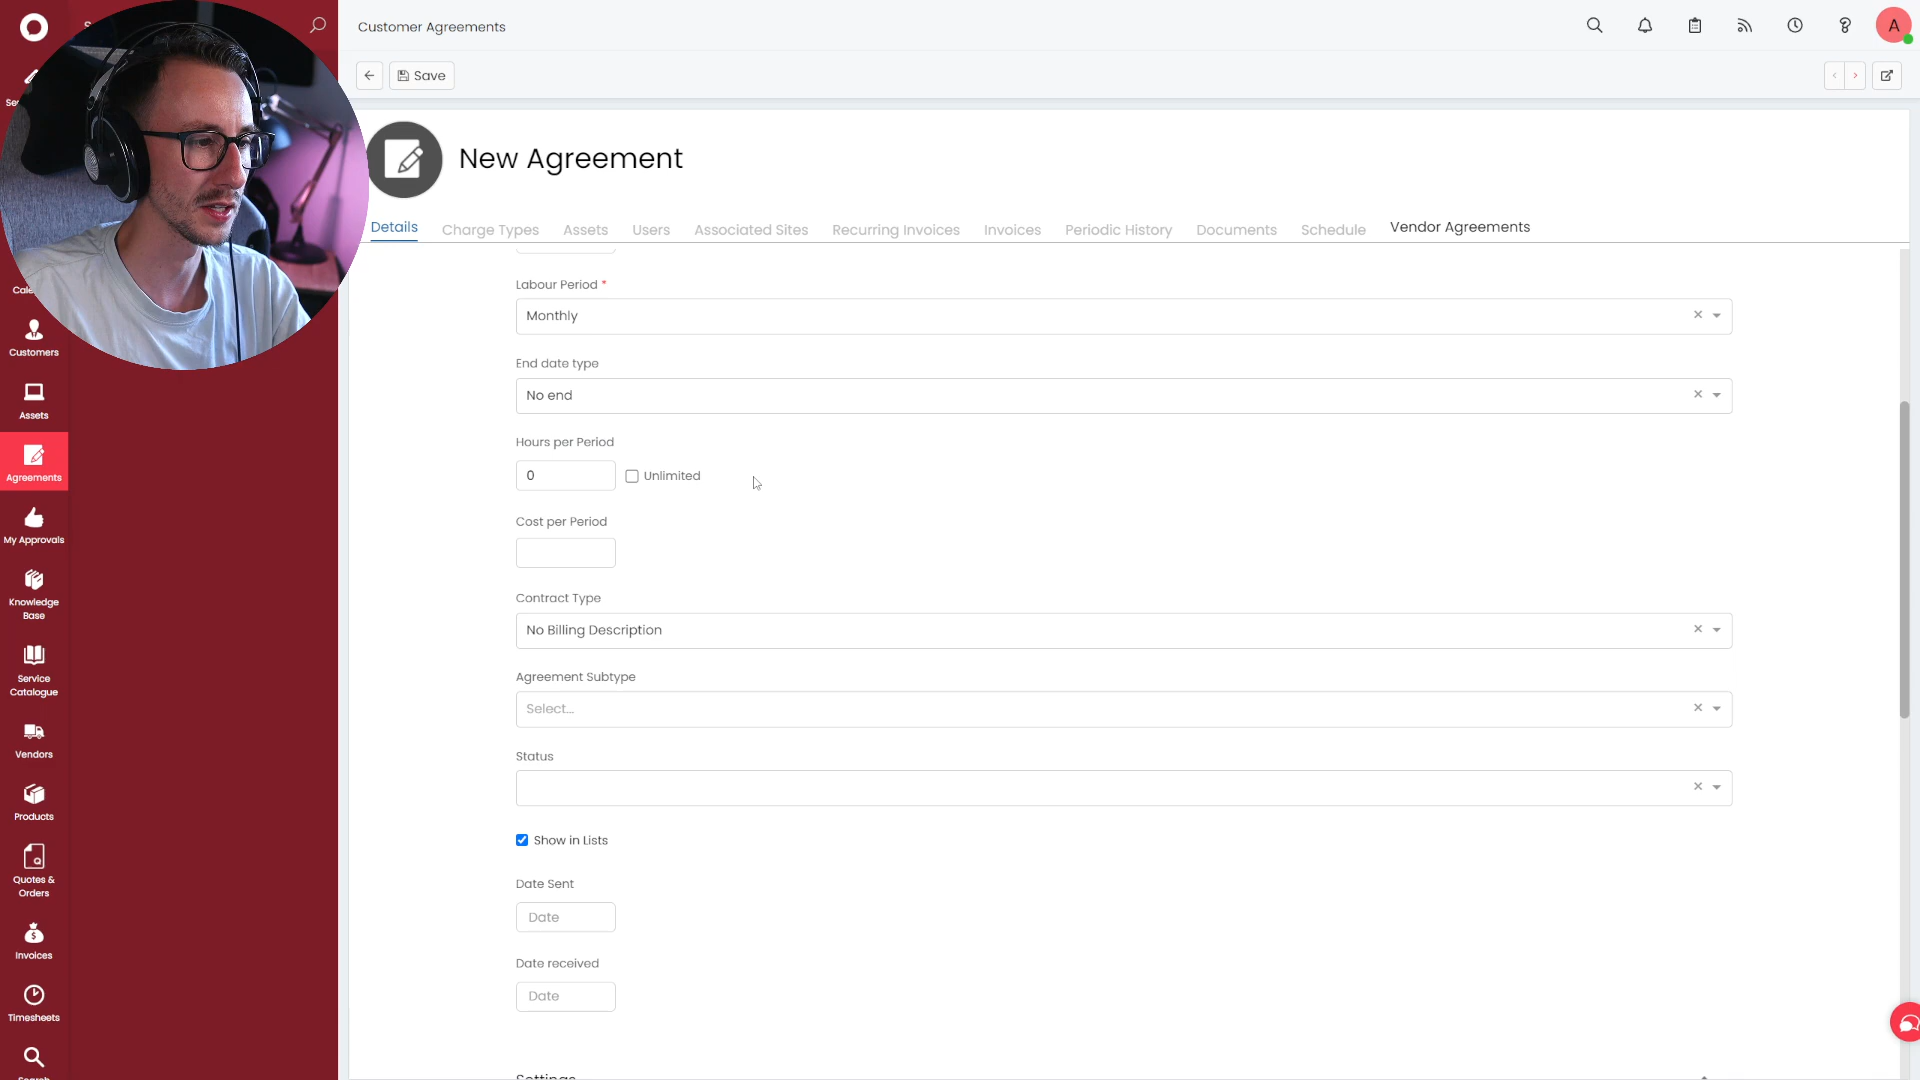 Customer Agreements
A
Save
New Agreement
Details
Charge Types
Assets
Users
Associated Sites
Recurring Invoices
Invoices
Periodic History
Documents
Schedule
Vendor Agreements
Labour Period *
Monthly
End date type
No end
Hours per Period
0
Unlimited
Cost per Period
Contract Type
No Billing Description
Agreement Subtype
Select...
Status
Show in Lists
Date Sent
Date
Date received
Date
Settings
Customers
Assets
Agreements
My Approvals
Knowledge
Base
Service
Catalogue
Vendors
Products
Quotes &
Orders
Invoices
Timesheets